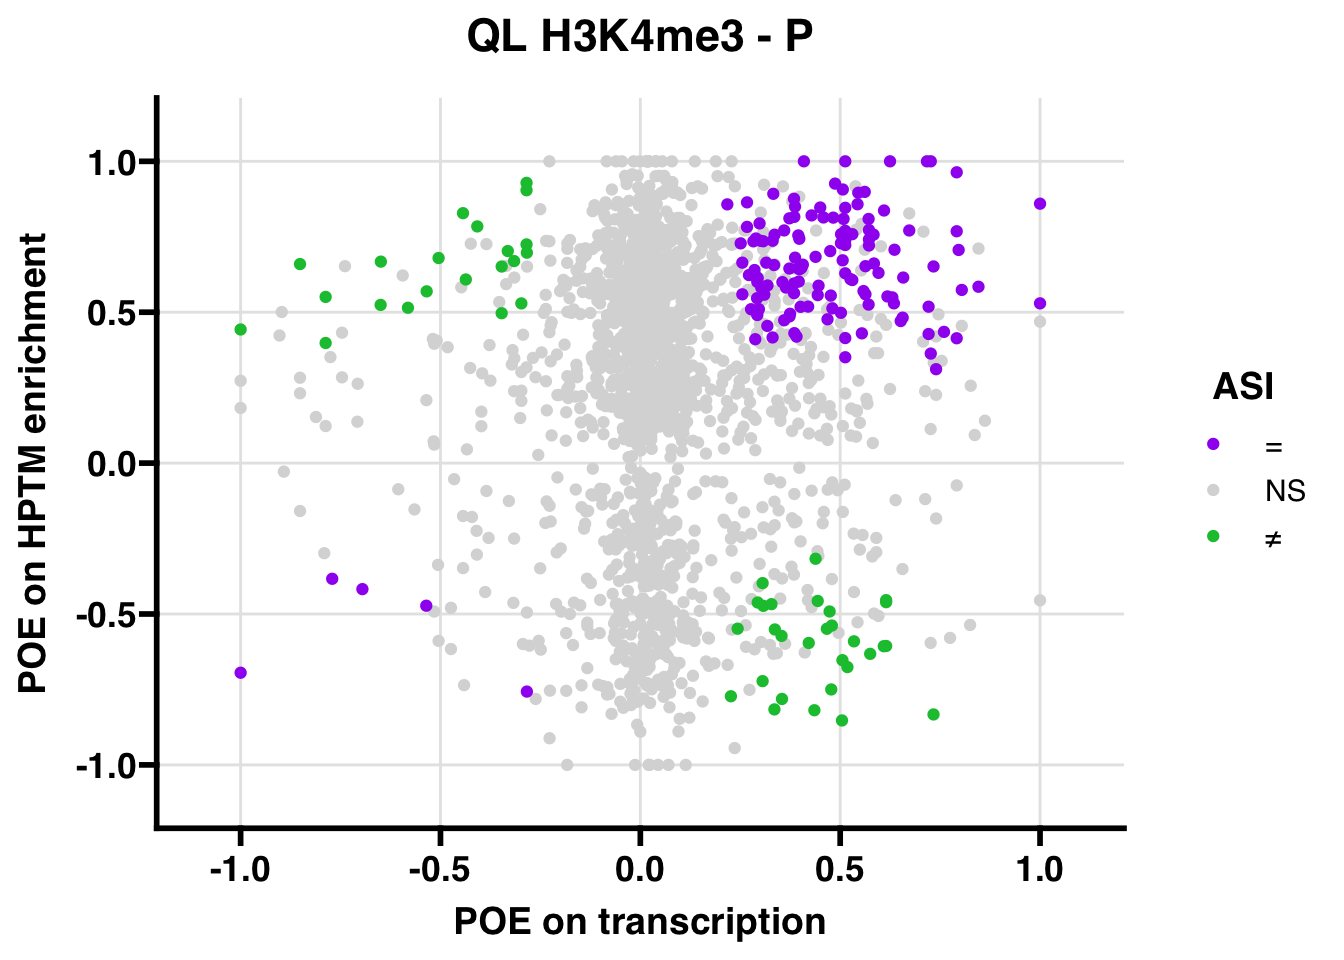 QL H3K4me3 - P
POE on HPTM enrichment
1.0
0.5
0.0
-0.5
-1.0
-1.0 -0.5 0.0 0.5 1.0
POE on transcription
ASI
=
NS
≠